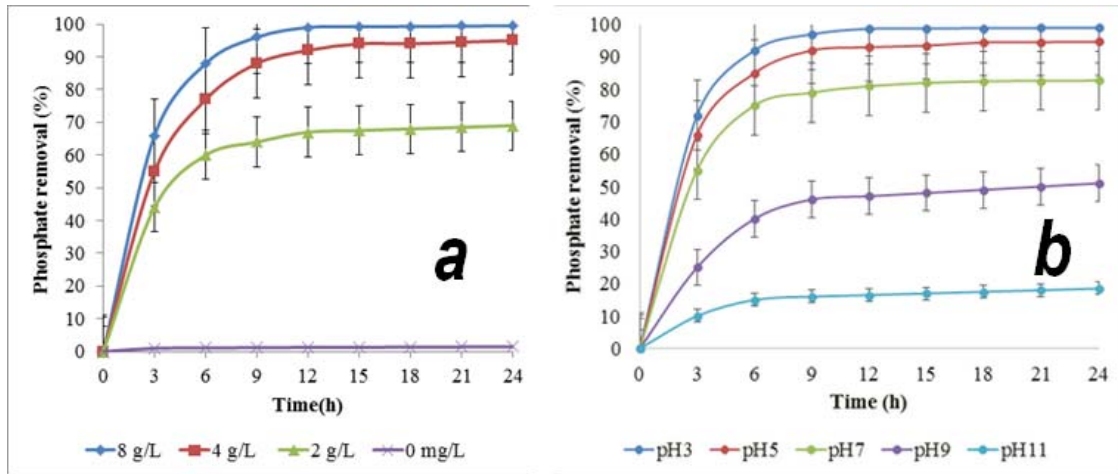 100
90
80
70
60
50
40
30
20
10
0
Phosphate removal (%)
0 3 6 9 12 15 18 21 24
Time(h)
a
8 g/L 4 g/L 2 g/L 0 mg/L
100
90
80
70
60
50
40
30
20
10
0
Phosphate removal (%)
0 3 6 9 12 15 18 21 24
Time (h)
b
pH3 pH5 pH7 pH9 pH11